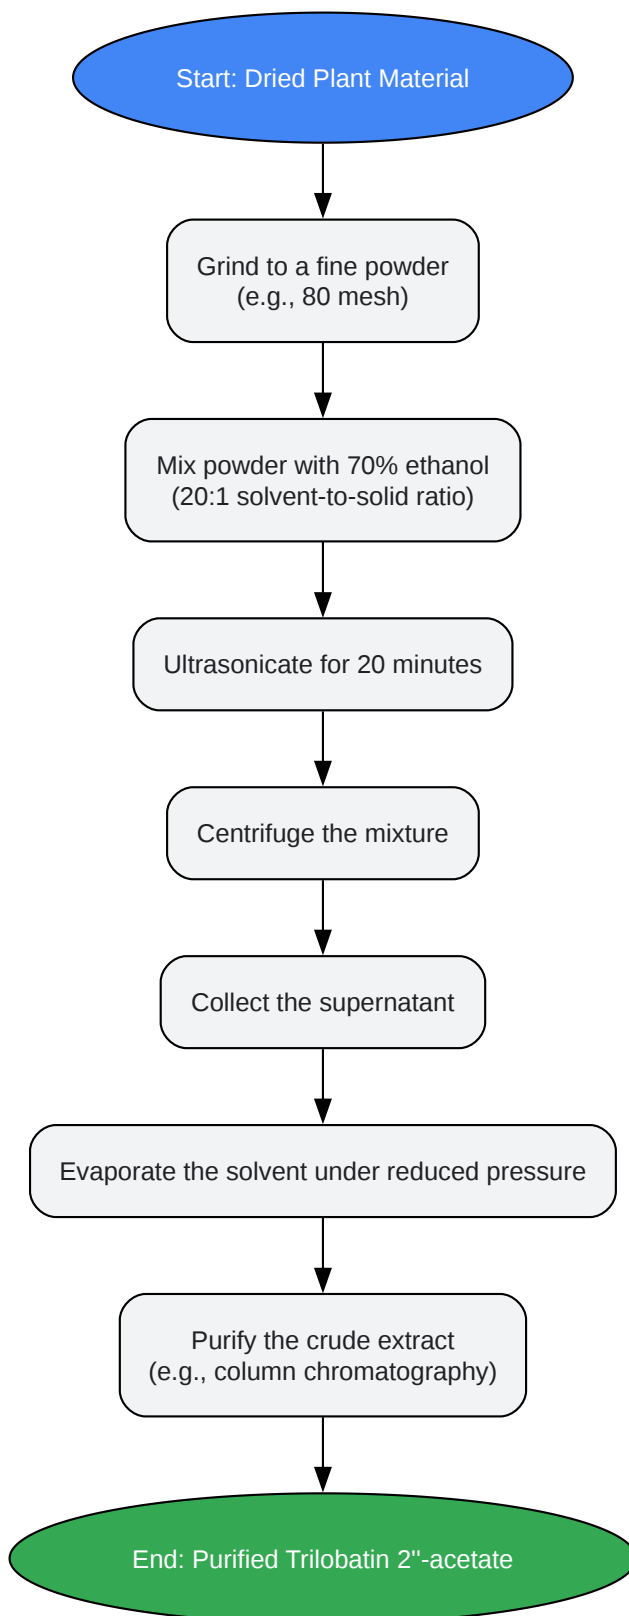 Start: Dried Plant Material
Grind to a fine powder
(e.g., 80 mesh)
Mix powder with 70% ethanol
(20:1 solvent-to-solid ratio)
Ultrasonicate for 20 minutes
Centrifuge the mixture
Collect the supernatant
Evaporate the solvent under reduced pressure
Purify the crude extract
(e.g., column chromatography)
End: Purified Trilobatin 2''-acetate